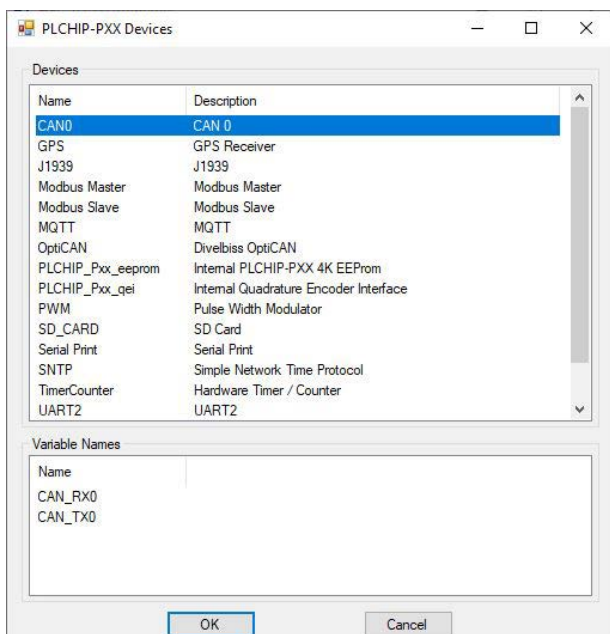 PLCHIP-PXX Devices
Devices
Name Description
CAN0 CAN 0
GPS GPS Receiver
J1939 J1939
Modbus Master Modbus Master
Modbus Slave Modbus Slave
MQTT MQTT
OptiCAN Divelbiss OptiCAN
PLCHIP_Pxx_eeprom Internal PLCHIP-PXX 4K EEProm
PLCHIP_Pxx_qei Internal Quadrature Encoder Interface
PWM Pulse Width Modulator
SD_CARD SD Card
Serial Print Serial Print
SNTP Simple Network Time Protocol
TimerCounter Hardware Timer / Counter
UART2 UART2
Variable Names
Name
CAN_RX0
CAN_TX0
OK Cancel